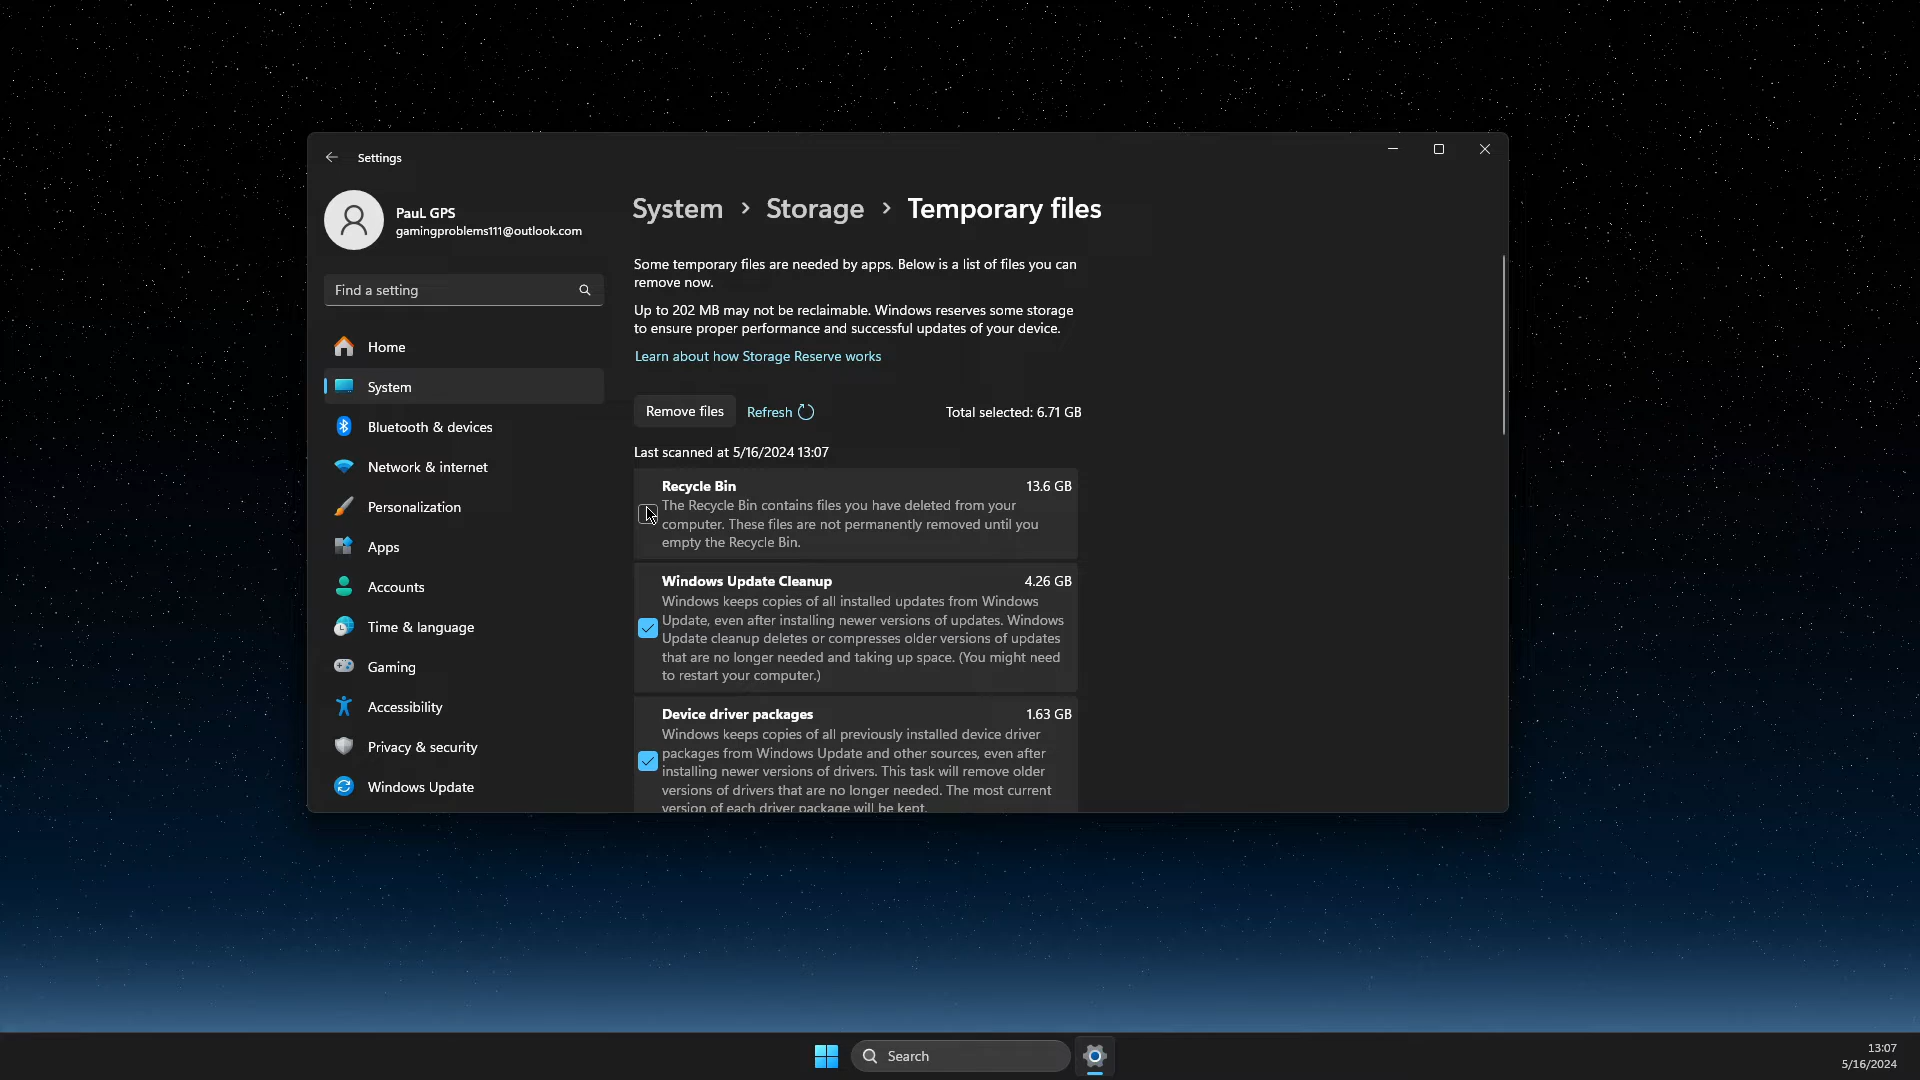 Settings
PauL GPS
gamingproblems111@outlook.com
Find a setting
Home
System
Bluetooth & devices
Network & internet
Personalization
Apps
Accounts
Time & language
Gaming
Accessibility
Privacy & security
Windows Update
System > Storage > Temporary files
Some temporary files are needed by apps. Below is a list of files you can
remove now.
Up to 202 MB may not be reclaimable. Windows reserves some storage
to ensure proper performance and successful updates of your device.
Learn about how Storage Reserve works
Remove files Refresh Total selected: 6.71 GB
Last scanned at 5/16/2024 13:07
Recycle Bin 13.6 GB
The Recycle Bin contains files you have deleted from your
computer. These files are not permanently removed until you
empty the Recycle Bin.
Windows Update Cleanup 4.26 GB
Windows keeps copies of all installed updates from Windows
Update, even after installing newer versions of updates. Windows
Update cleanup deletes or compresses older versions of updates
that are no longer needed and taking up space. (You might need
to restart your computer.)
Device driver packages 1.63 GB
Windows keeps copies of all previously installed device driver
packages from Windows Update and other sources, even after
installing newer versions of drivers. This task will remove older
versions of drivers that are no longer needed. The most current
version of each driver package will be kept.
Search
13:07
5/16/2024